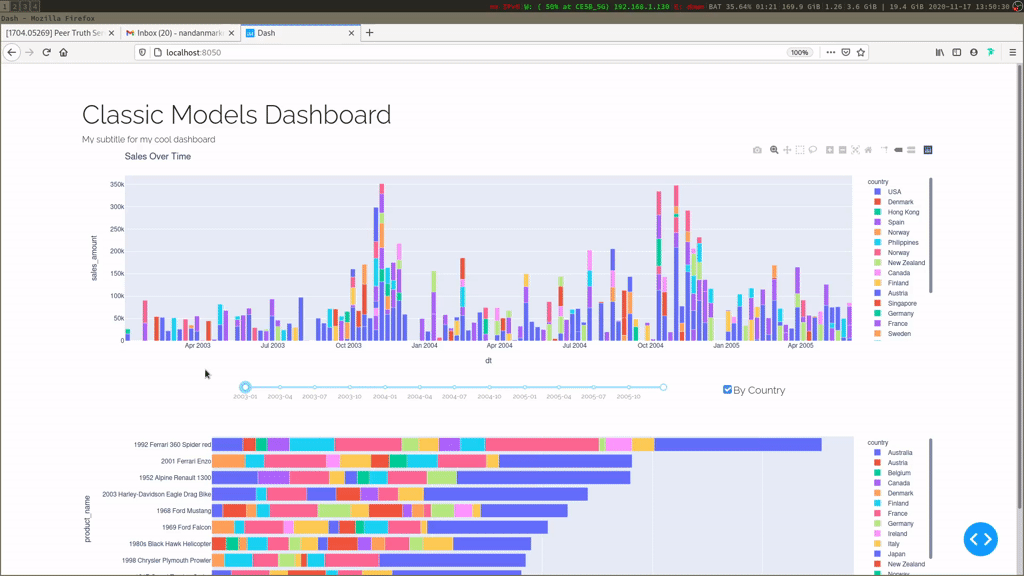 1 2 3 4
no IPv6 W: ( 50% at CE5B_5G) 192.168.1.130 E: down BAT 35.64% 01:21 169.9 GiB 1.26 3.6 GiB | 19.4 GiB 2020-11-17 13:50:30
Dash - Mozilla Firefox
[1704.05269] Peer Truth Ser
Inbox (20) - nandanmark
Dash
localhost:8050
100%
Classic Models Dashboard
My subtitle for my cool dashboard
Sales Over Time
sales_amount
350k
300k
250k
200k
150k
100k
50k
0
Apr 2003
Jul 2003
Oct 2003
Jan 2004
Apr 2004
Jul 2004
Oct 2004
Jan 2005
Apr 2005
dt
country
USA
Denmark
Hong Kong
Spain
Norway
Philippines
Norway
New Zealand
Canada
Finland
Austria
Singapore
Germany
France
Sweden
2003-01
2003-04
2003-07
2003-10
2004-01
2004-04
2004-07
2004-10
2005-01
2005-04
2005-07
2005-10
By Country
product_name
1992 Ferrari 360 Spider red
2001 Ferrari Enzo
1952 Alpine Renault 1300
2003 Harley-Davidson Eagle Drag Bike
1968 Ford Mustang
1969 Ford Falcon
1980s Black Hawk Helicopter
1998 Chrysler Plymouth Prowler
country
Australia
Austria
Belgium
Canada
Denmark
Finland
France
Germany
Ireland
Italy
Japan
New Zealand
Norway